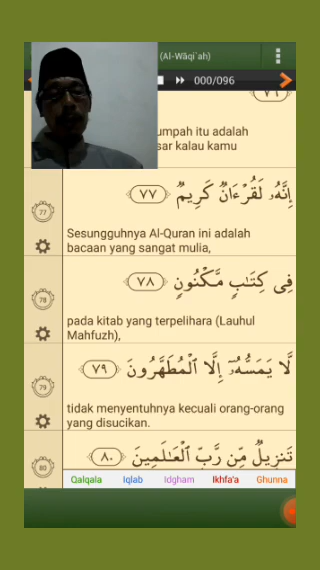 (Al-Wāqi`ah)
000/096
٧٦
umpah itu adalah
sar kalau kamu
إِنَّهُۥ لَقُرْءَانٌ كَرِيمٌ ٧٧
77
Sesungguhnya Al-Quran ini adalah
bacaan yang sangat mulia,
فِى كِتَٰبٍ مَّكْنُونٍ ٧٨
78
pada kitab yang terpelihara (Lauhul
Mahfuzh),
لَّا يَمَسُّهُۥٓ إِلَّا ٱلْمُطَهَّرُونَ ٧٩
79
tidak menyentuhnya kecuali orang-orang
yang disucikan.
تَنزِيلٌ مِّن رَّبِّ ٱلْعَٰلَمِينَ ٨٠
80
Qalqala Iqlab Idgham Ikhfa'a Ghunna